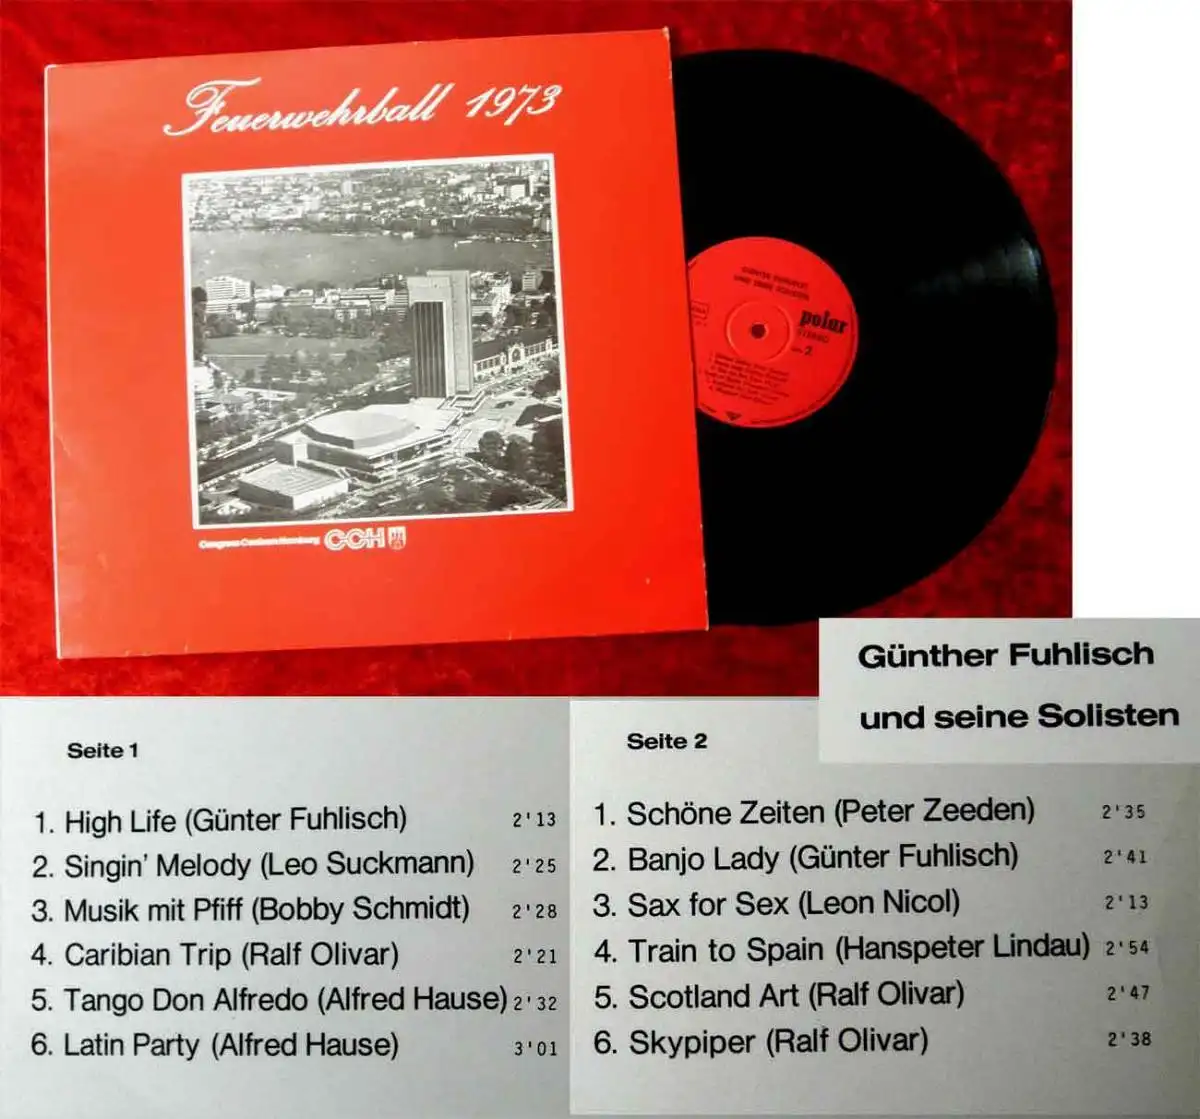 Feuerwehrball 1973
Congress Centrum Hamburg CCH
polar
STEREO
2
Günther Fuhlisch
und seine Solisten
Seite 1
1. High Life (Günter Fuhlisch) 2'13
2. Singin' Melody (Leo Suckmann) 2'25
3. Musik mit Pfiff (Bobby Schmidt) 2'28
4. Caribian Trip (Ralf Olivar) 2'21
5. Tango Don Alfredo (Alfred Hause) 2'32
6. Latin Party (Alfred Hause) 3'01
Seite 2
1. Schöne Zeiten (Peter Zeeden) 2'35
2. Banjo Lady (Günter Fuhlisch) 2'41
3. Sax for Sex (Leon Nicol) 2'13
4. Train to Spain (Hanspeter Lindau) 2'54
5. Scotland Art (Ralf Olivar) 2'47
6. Skypiper (Ralf Olivar) 2'38